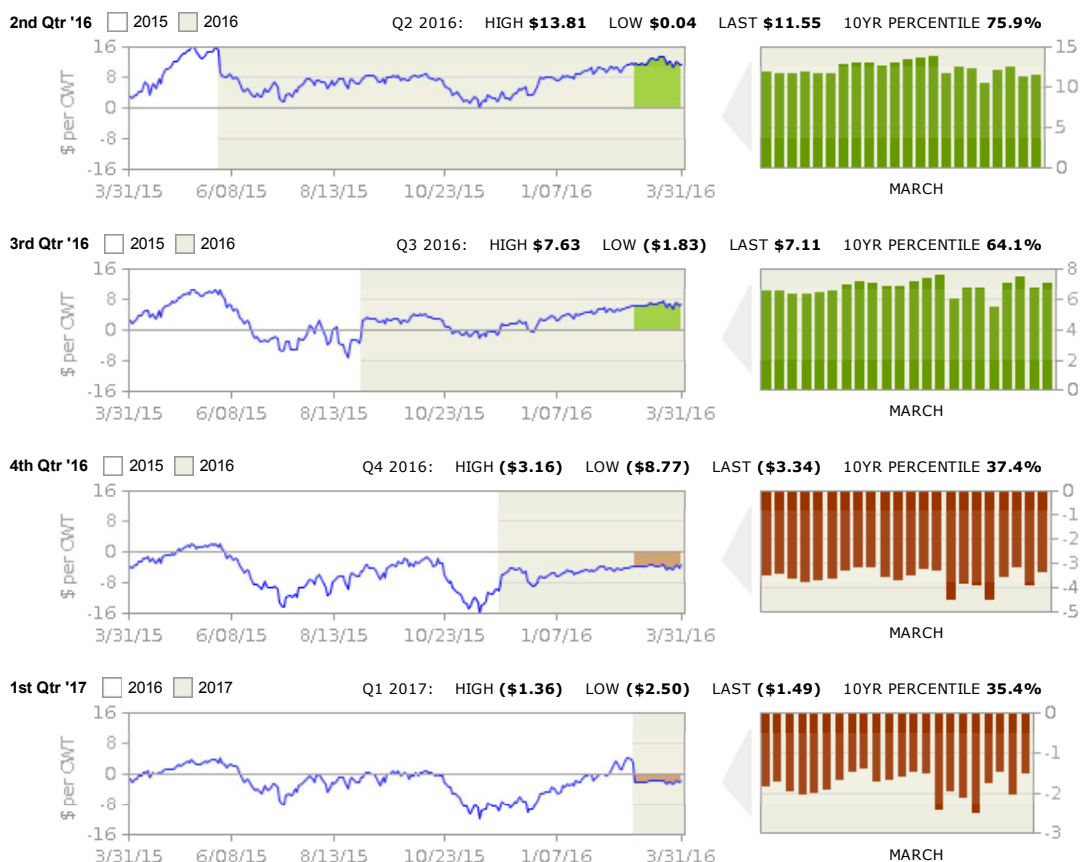 2nd Qtr '16 2015 2016 Q2 2016: HIGH $13.81 LOW $0.04 LAST $11.55 10YR PERCENTILE 75.9%
16
8
0
-8
-16
$ per CWT
3/31/15 6/08/15 8/13/15 10/23/15 1/07/16 3/31/16
15
10
5
0
MARCH
3rd Qtr '16 2015 2016 Q3 2016: HIGH $7.63 LOW ($1.83) LAST $7.11 10YR PERCENTILE 64.1%
16
8
0
-8
-16
$ per CWT
3/31/15 6/08/15 8/13/15 10/23/15 1/07/16 3/31/16
8
6
4
2
0
MARCH
4th Qtr '16 2015 2016 Q4 2016: HIGH ($3.16) LOW ($8.77) LAST ($3.34) 10YR PERCENTILE 37.4%
16
8
0
-8
-16
$ per CWT
3/31/15 6/08/15 8/13/15 10/23/15 1/07/16 3/31/16
0
-1
-2
-3
-4
-5
MARCH
1st Qtr '17 2016 2017 Q1 2017: HIGH ($1.36) LOW ($2.50) LAST ($1.49) 10YR PERCENTILE 35.4%
16
8
0
-8
-16
$ per CWT
3/31/15 6/08/15 8/13/15 10/23/15 1/07/16 3/31/16
0
-1
-2
-3
MARCH